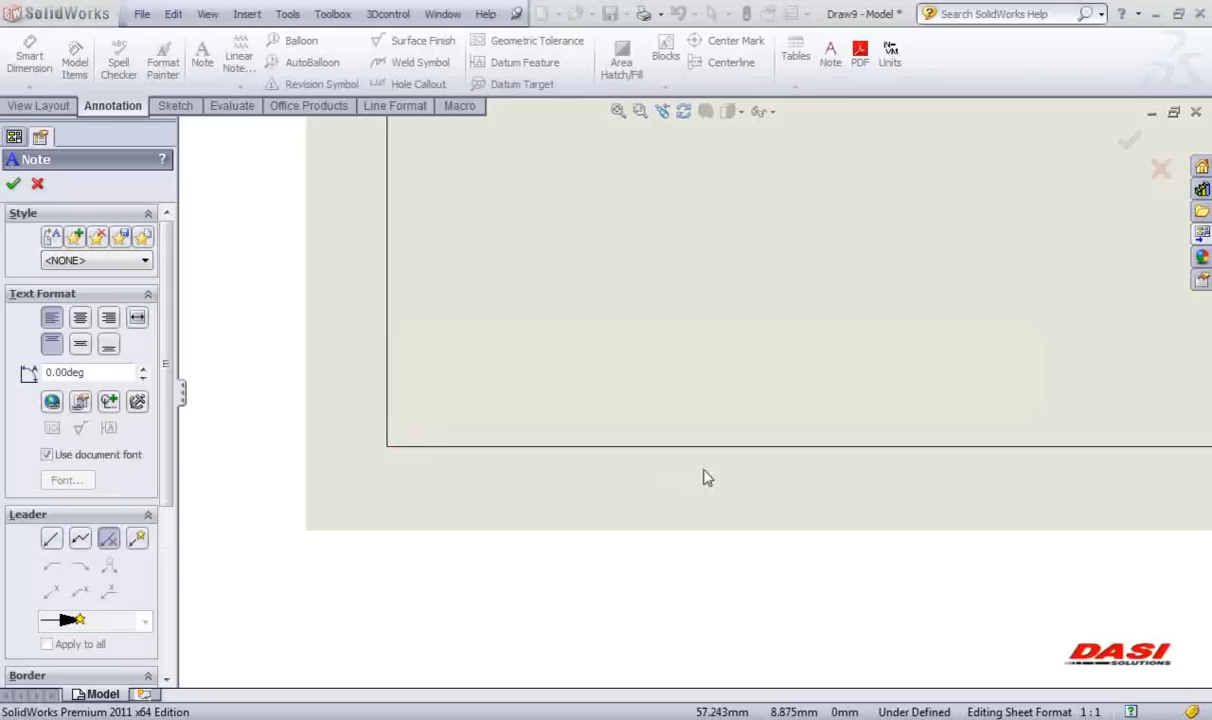 SolidWorks
File Edit View Insert Tools Toolbox 3Dcontrol Window Help
Draw9 - Model *
Search SolidWorks Help
Smart Dimension
Model Items
ABC
Spell Checker
Format Painter
A
Note
Linear Note...
Balloon
AutoBalloon
Revision Symbol
Surface Finish
Weld Symbol
Hole Callout
Geometric Tolerance
Datum Feature
Datum Target
Area Hatch/Fill
Blocks
Center Mark
Centerline
Tables
A
Note
PDF
Units
View Layout Annotation Sketch Evaluate Office Products Line Format Macro
A Note ?
Style
<NONE>
Text Format
0.00deg
Use document font
Font...
Leader
Apply to all
Border
DASI
SOLUTIONS
Model
SolidWorks Premium 2011 x64 Edition
57.243mm 8.875mm 0mm Under Defined Editing Sheet Format 1 : 1